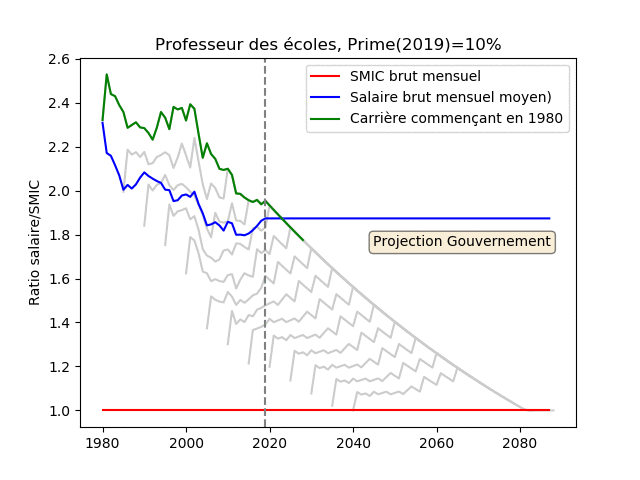 Professeur des écoles, Prime(2019)=10%
SMIC brut mensuel
Salaire brut mensuel moyen)
Carrière commençant en 1980
Projection Gouvernement
Ratio salaire/SMIC
2.6
2.4
2.2
2.0
1.8
1.6
1.4
1.2
1.0
1980 2000 2020 2040 2060 2080